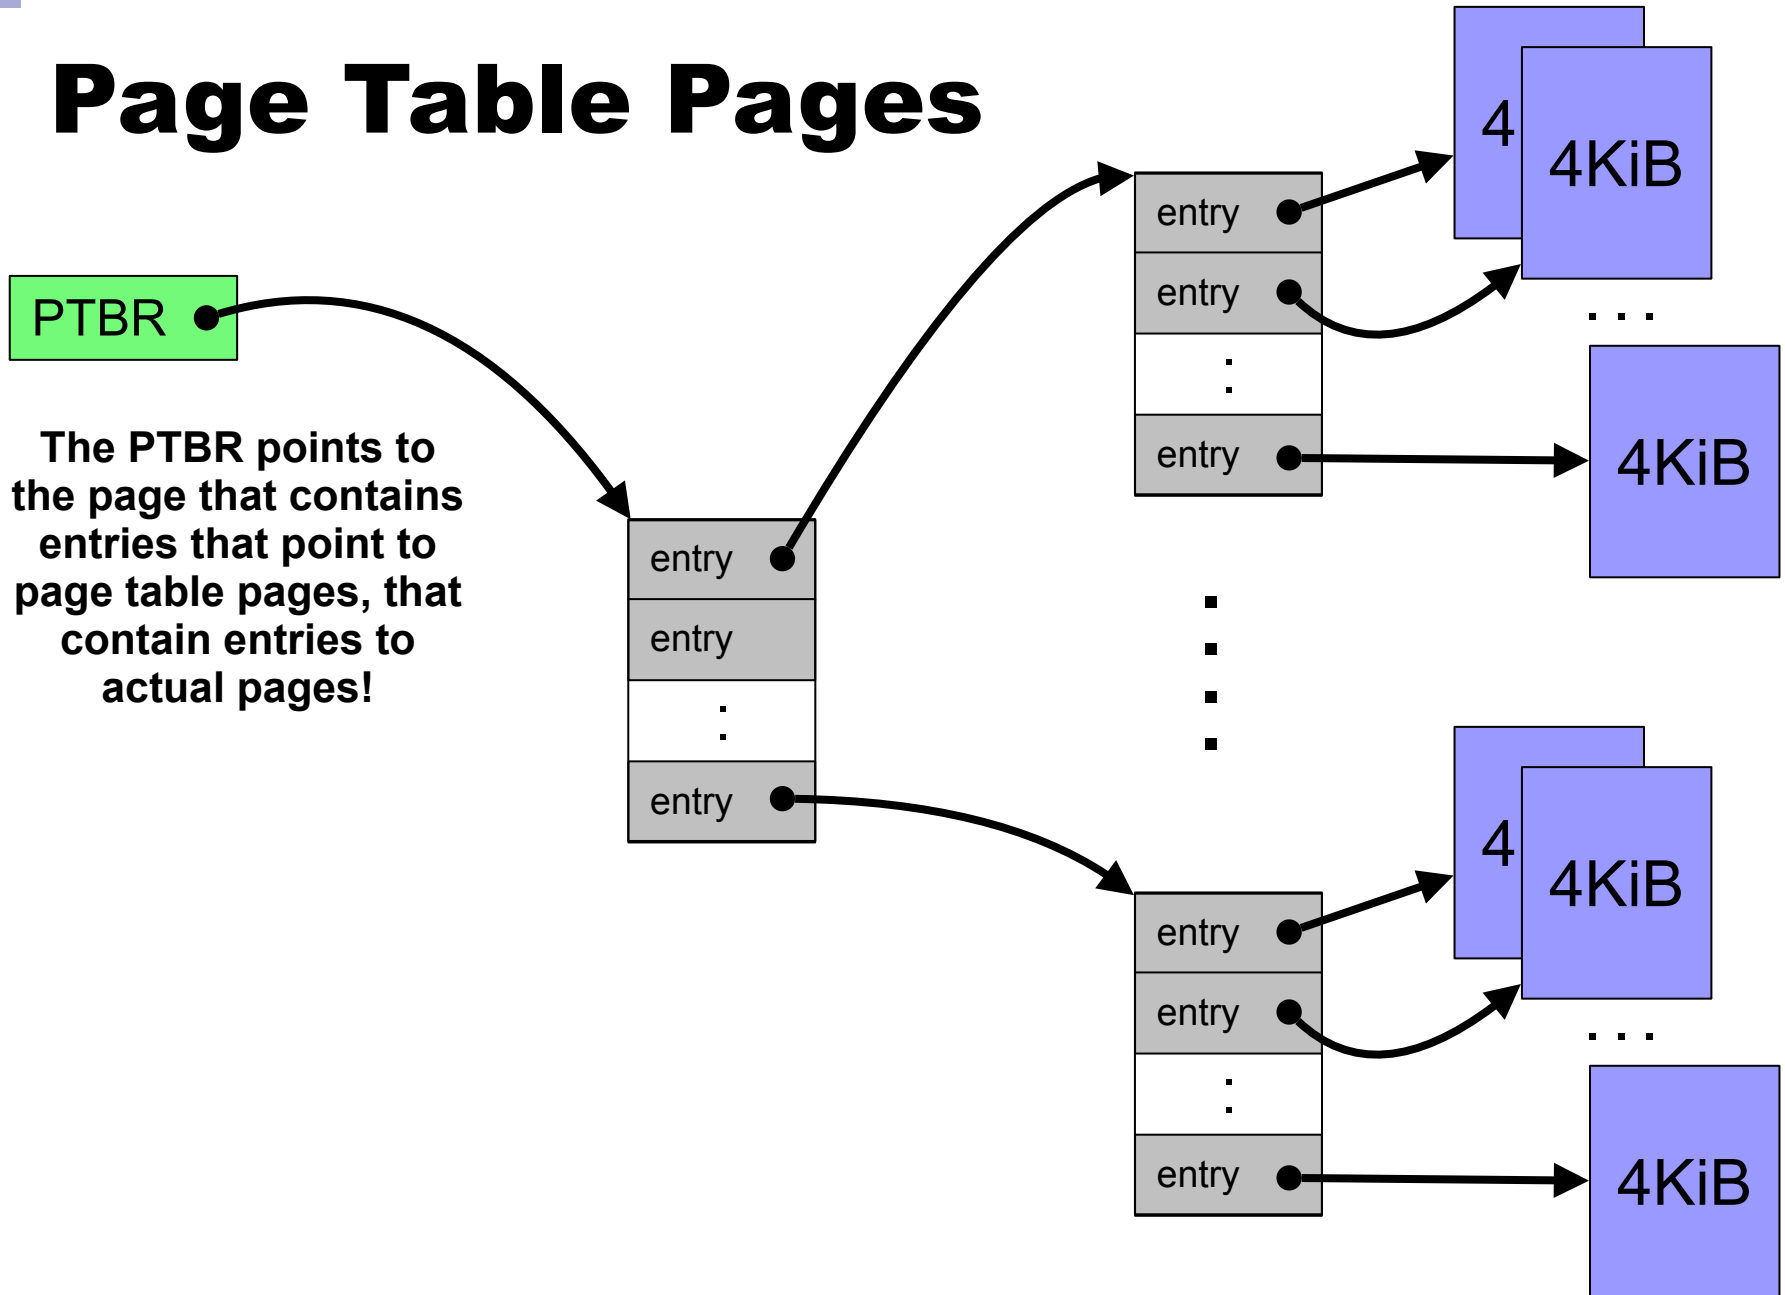 Page Table Pages
PTBR
The PTBR points to
the page that contains
entries that point to
page table pages, that
contain entries to
actual pages!
entry
entry
:
entry
entry
entry
:
entry
4
4KiB
. . .
4KiB
entry
entry
:
entry
4
4KiB
. . .
4KiB